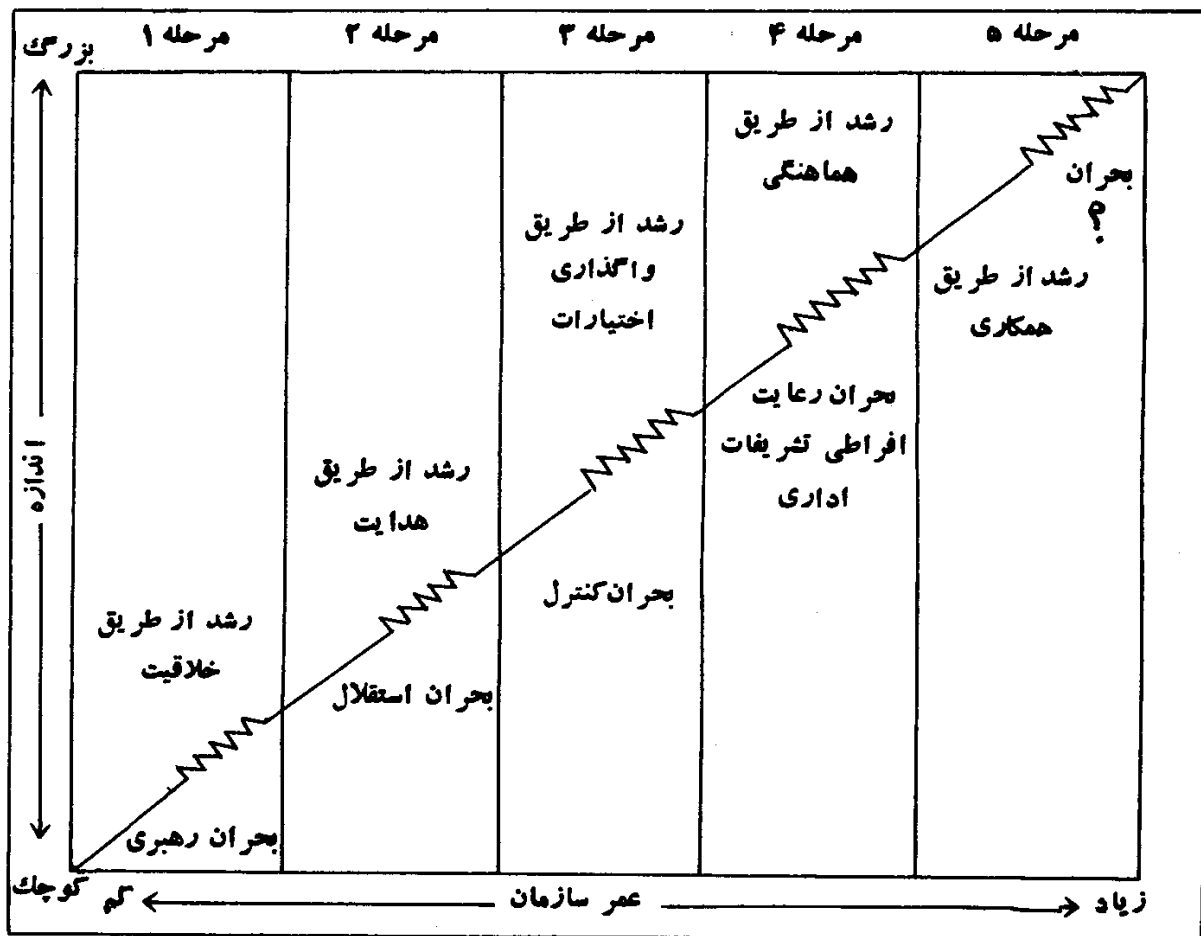 مرحله ۱
مرحله ۲
مرحله ۳
مرحله ۴
مرحله ۵
بزرگ
اندازه
کوچک
رشد از طریق
خلاقیت
بحران رهبری
رشد از طریق
هدایت
بحران استقلال
رشد از طریق
واگذاری
اختیارات
بحران کنترل
رشد از طریق
هماهنگی
بحران رعایت
افراطی تشریفات
اداری
بحران
؟
رشد از طریق
همکاری
کم
عمر سازمان
زیاد